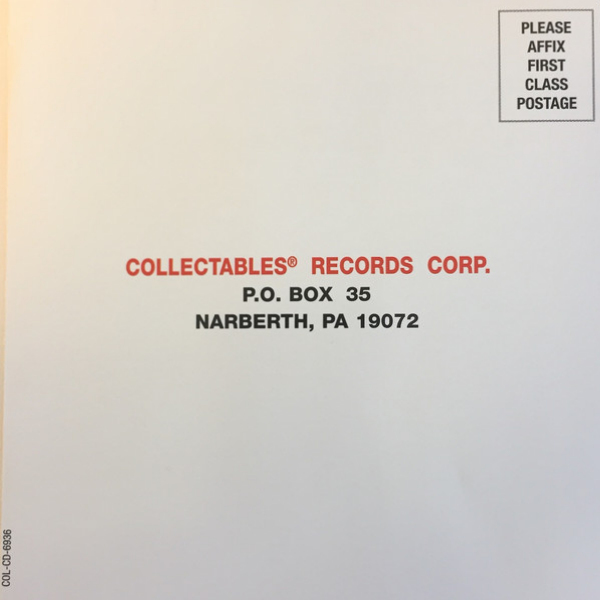 PLEASE
AFFIX
FIRST
CLASS
POSTAGE
COLLECTABLES® RECORDS CORP.
P.O. BOX 35
NARBERTH, PA 19072
COL-CD-6936